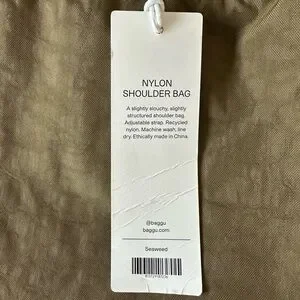 NYLON
SHOULDER BAG
A slightly slouchy, slightly
structured shoulder bag.
Adjustable strap. Recycled
nylon. Machine wash, line
dry. Ethically made in China.
@baggu
baggu.com
Seaweed